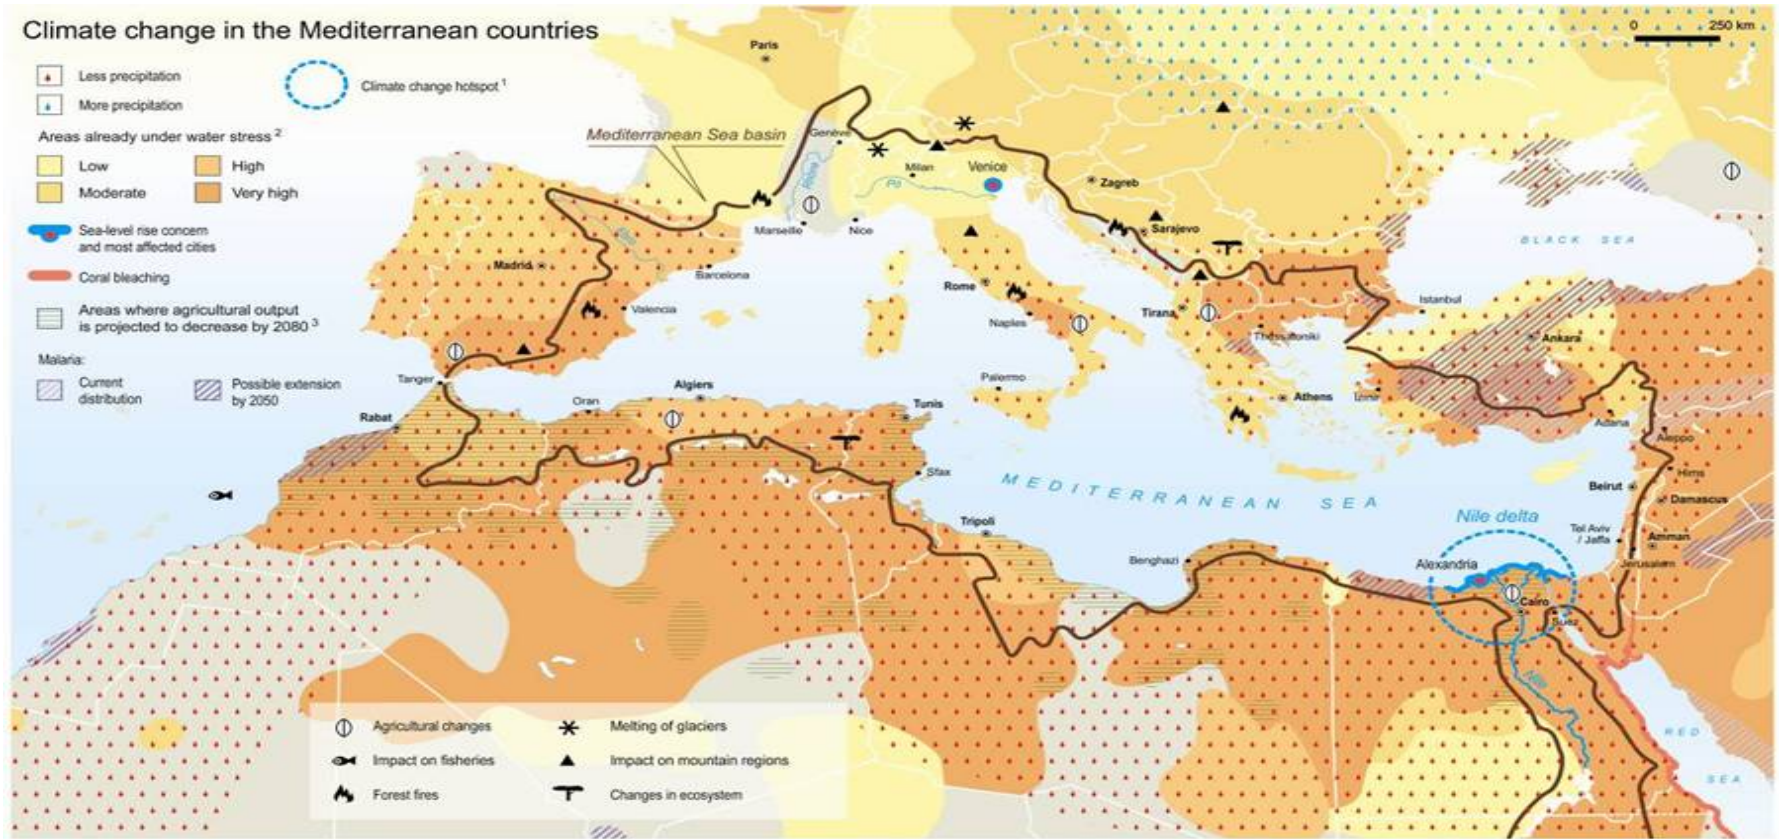 Climate change in the Mediterranean countries
Less precipitation
More precipitation
Climate change hotspot 1
Areas already under water stress 2
Low
High
Moderate
Very high
Sea-level rise concern
and most affected cities
Coral bleaching
Areas where agricultural output
is projected to decrease by 2080 3
Malaria:
Current
distribution
Possible extension
by 2050
0 250 km
Paris
Mediterranean Sea basin
Genève
Rhône
Milan
Venice
Pô
Zagreb
Marseille
Nice
Sarajevo
BLACK SEA
Madrid
Barcelona
Rome
Valencia
Naples
Tirana
Thessaloniki
Istanbul
Ankara
Tanger
Algiers
Palermo
Oran
Tunis
Athens
Izmir
Rabat
Adana
Aleppo
Sfax
Hims
MEDITERRANEAN SEA
Beirut
Damascus
Tripoli
Nile delta
Tel Aviv
/ Jaffa
Amman
Benghazi
Alexandria
Jerusalem
Cairo
Suez
Nile
RED
SEA
Agricultural changes
Melting of glaciers
Impact on fisheries
Impact on mountain regions
Forest fires
Changes in ecosystem